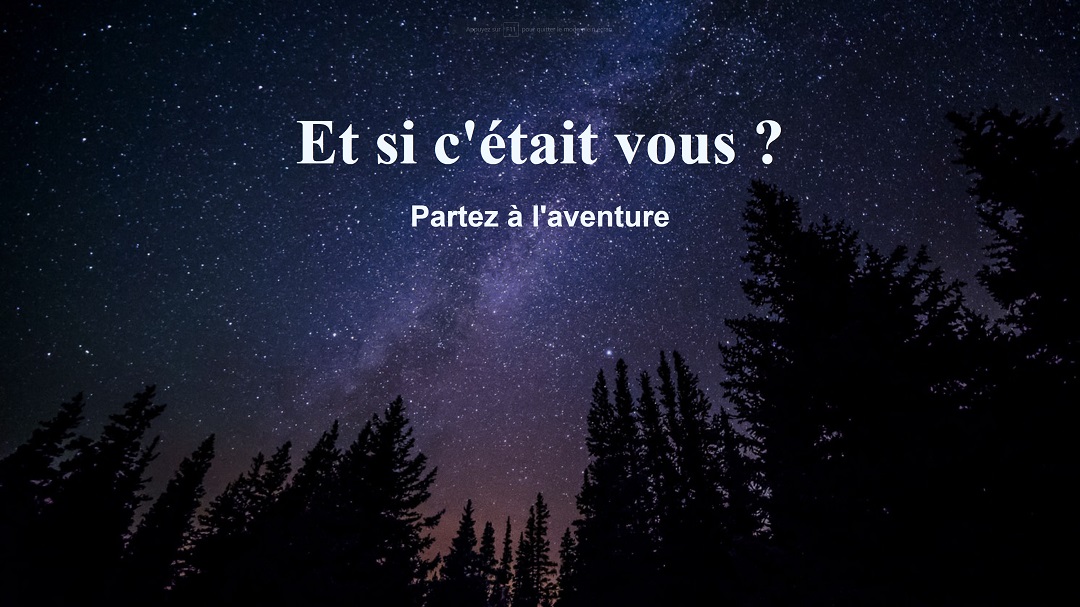 Appuyez sur F11 pour quitter le mode plein écran
Et si c'était vous ?
Partez à l'aventure